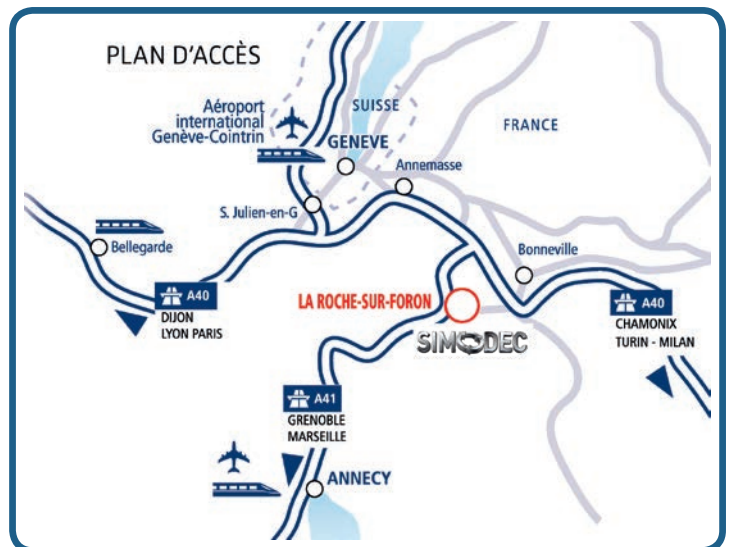 PLAN D'ACCÈS
Aéroport
international
Genève-Cointrin
SUISSE
GENEVE
FRANCE
Annemasse
S. Julien-en-G
Bellegarde
Bonneville
A40
DIJON
LYON PARIS
LA ROCHE-SUR-FORON
SIMODEC
A40
CHAMONIX
TURIN - MILAN
A41
GRENOBLE
MARSEILLE
ANNECY